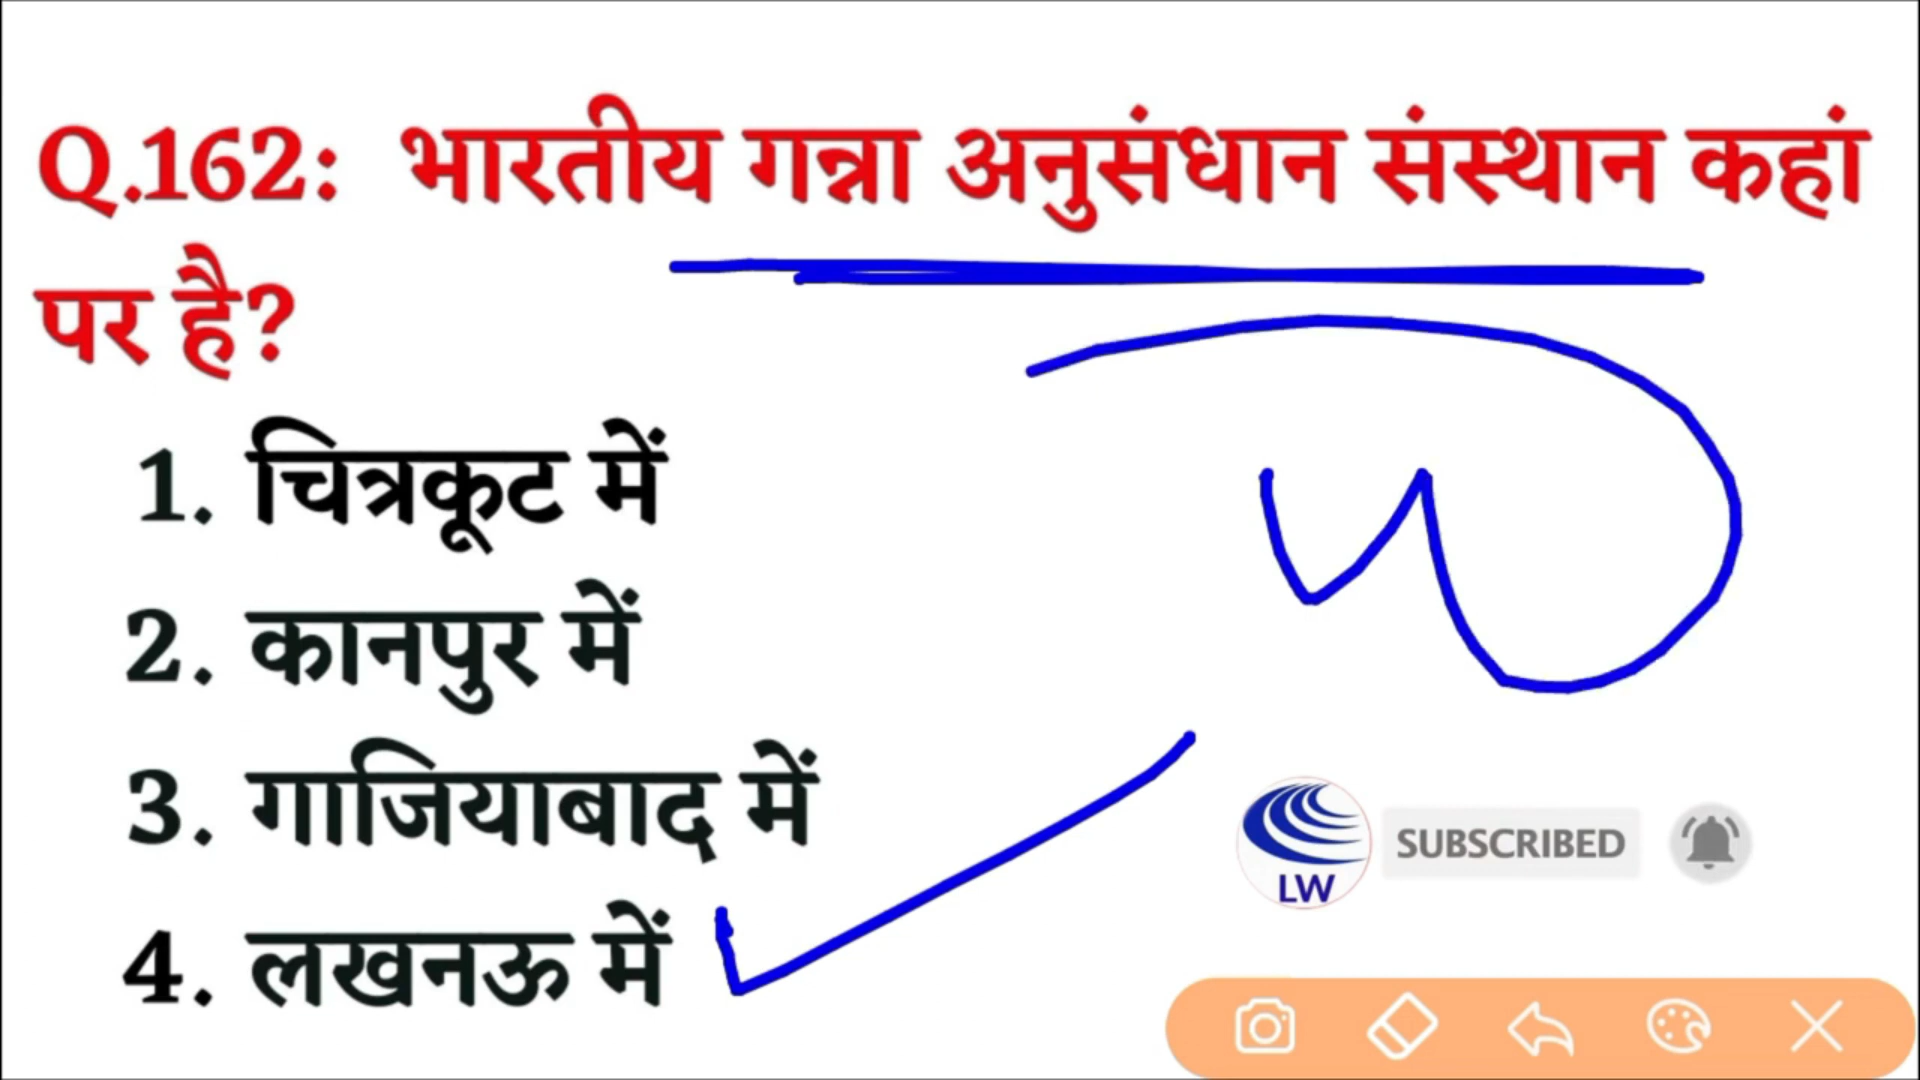 Q.162: भारतीय गन्ना अनुसंधान संस्थान कहां
पर है?
1. चित्रकूट में
2. कानपुर में
3. गाजियाबाद में
4. लखनऊ में
LW
SUBSCRIBED